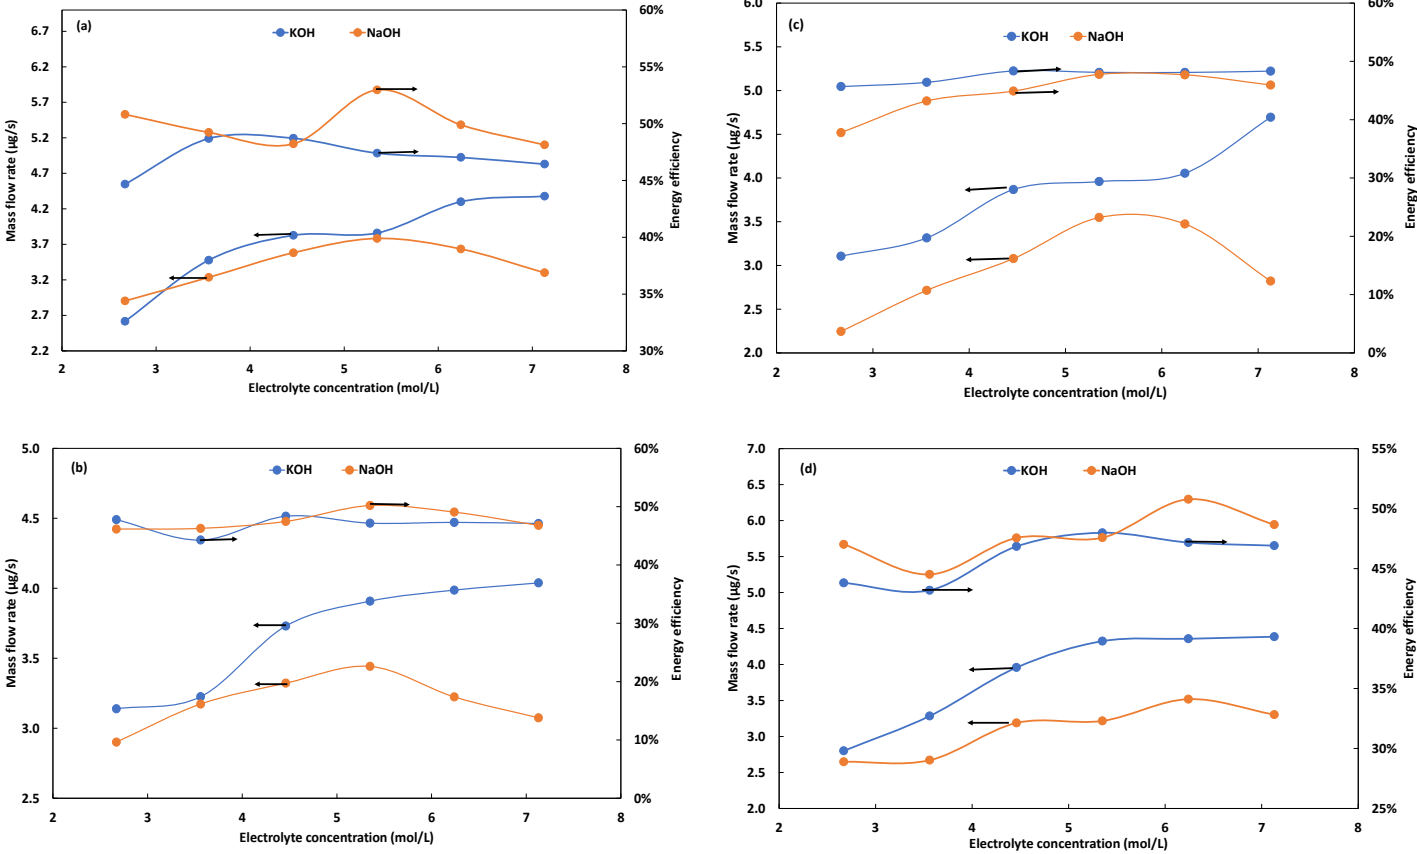 (a)
KOH
NaOH
6.7
6.2
5.7
5.2
4.7
4.2
3.7
3.2
2.7
2.2
Mass flow rate (µg/s)
60%
55%
50%
45%
40%
35%
30%
Energy efficiency
2 3 4 5 6 7 8
Electrolyte concentration (mol/L)
(c)
KOH
NaOH
6.0
5.5
5.0
4.5
4.0
3.5
3.0
2.5
2.0
Mass flow rate (µg/s)
60%
50%
40%
30%
20%
10%
0%
Energy efficiency
2 3 4 5 6 7 8
Electrolyte concentration (mol/L)
(b)
KOH
NaOH
5.0
4.5
4.0
3.5
3.0
2.5
Mass flow rate (µg/s)
60%
50%
40%
30%
20%
10%
0%
Energy efficiency
2 3 4 5 6 7 8
Electrolyte concentration (mol/L)
(d)
KOH
NaOH
7.0
6.5
6.0
5.5
5.0
4.5
4.0
3.5
3.0
2.5
2.0
Mass flow rate (µg/s)
55%
50%
45%
40%
35%
30%
25%
Energy efficiency
2 3 4 5 6 7 8
Electrolyte concentration (mol/L)